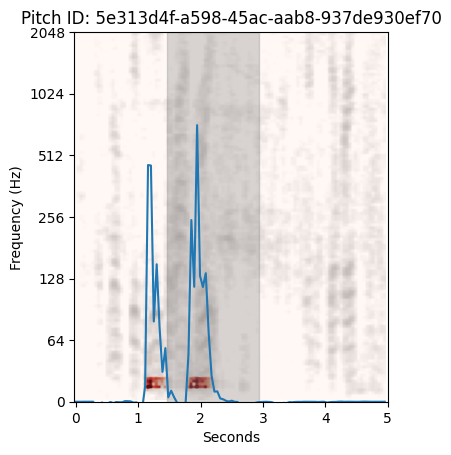 Pitch ID: 5e313d4f-a598-45ac-aab8-937de930ef70
2048
1024
512
256
128
64
0
Frequency (Hz)
0 1 2 3 4 5
Seconds